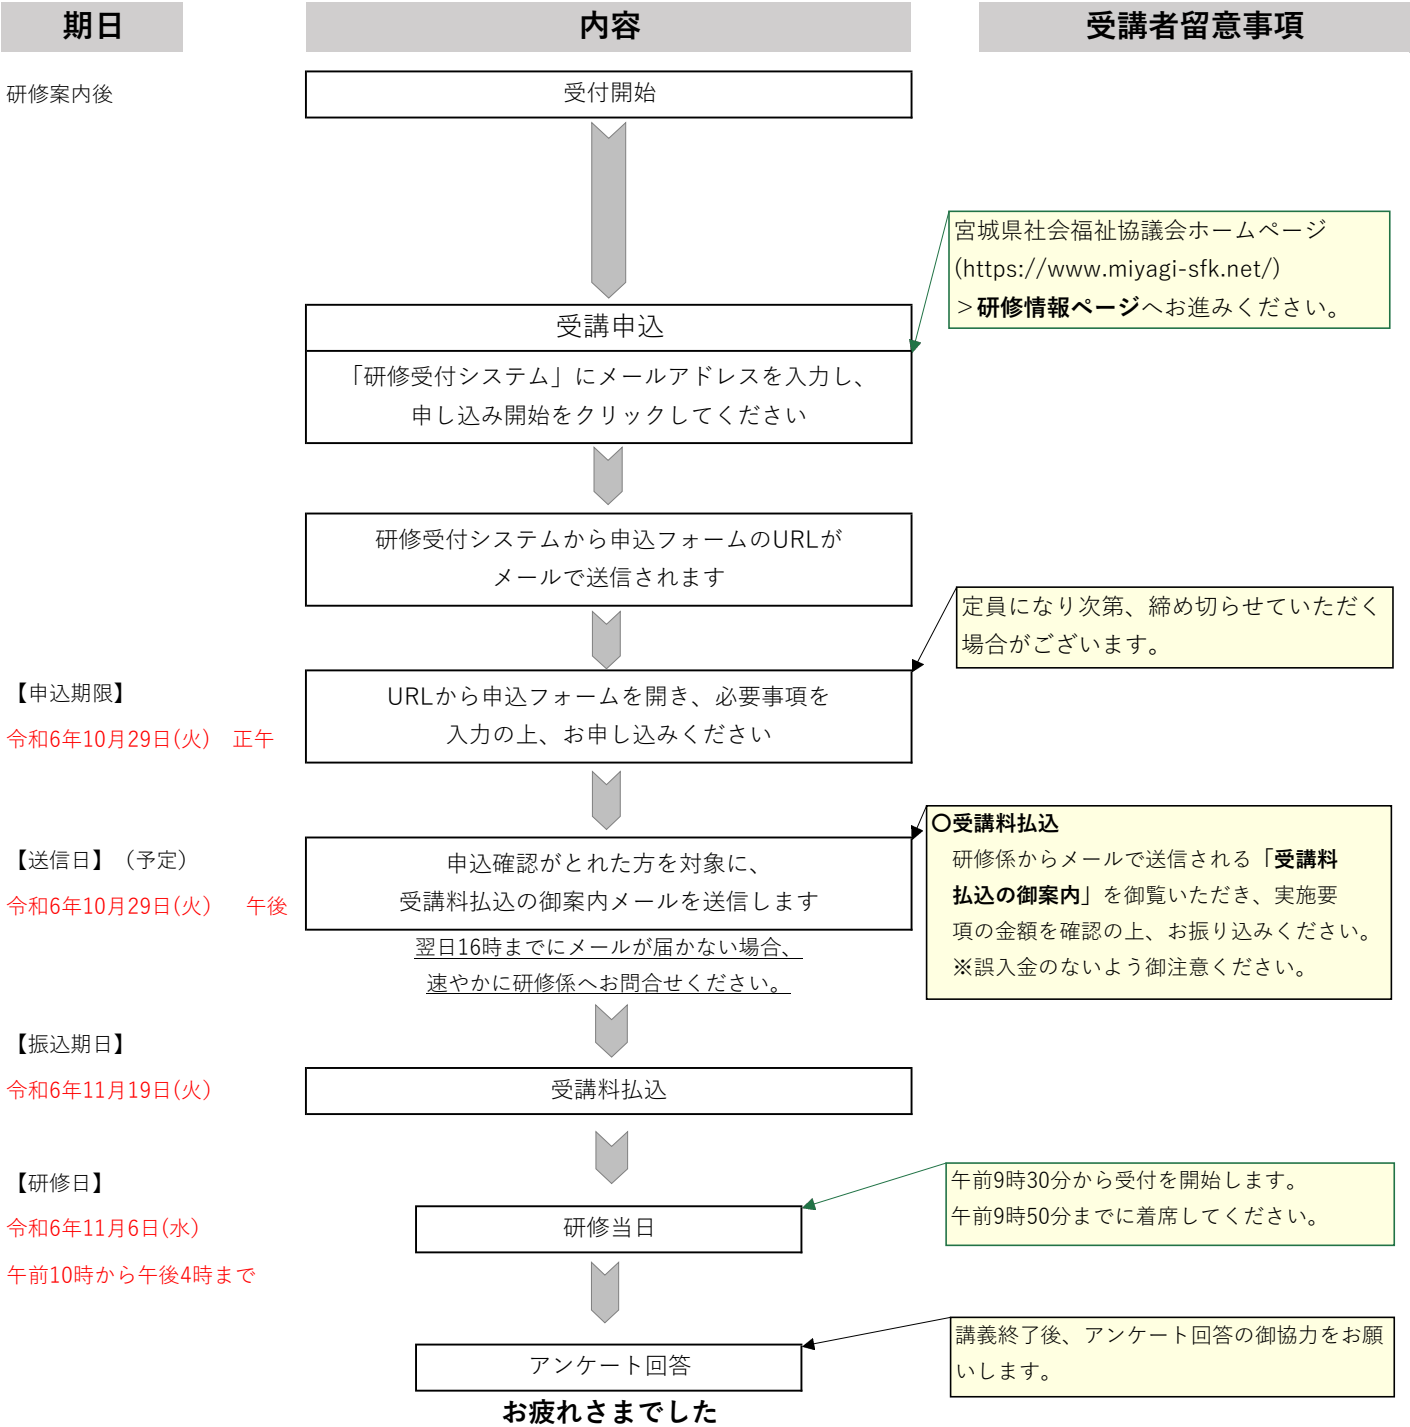 期日
内容
受講者留意事項
研修案内後
受付開始
宮城県社会福祉協議会ホームページ
(https://www.miyagi-sfk.net/)
＞研修情報ページへお進みください。
受講申込
「研修受付システム」にメールアドレスを入力し、
申し込み開始をクリックしてください
研修受付システムから申込フォームのURLが
メールで送信されます
定員になり次第、締め切らせていただく
場合がございます。
【申込期限】
令和6年10月29日(火)　正午
URLから申込フォームを開き、必要事項を
入力の上、お申し込みください
【送信日】（予定）
令和6年10月29日(火)　午後
申込確認がとれた方を対象に、
受講料払込の御案内メールを送信します
翌日16時までにメールが届かない場合、
速やかに研修係へお問合せください。
〇受講料払込
研修係からメールで送信される「受講料
払込の御案内」を御覧いただき、実施要
項の金額を確認の上、お振り込みください。
※誤入金のないよう御注意ください。
【振込期日】
令和6年11月19日(火)
受講料払込
【研修日】
令和6年11月6日(水)
午前10時から午後4時まで
研修当日
午前9時30分から受付を開始します。
午前9時50分までに着席してください。
アンケート回答
講義終了後、アンケート回答の御協力をお願
いします。
お疲れさまでした